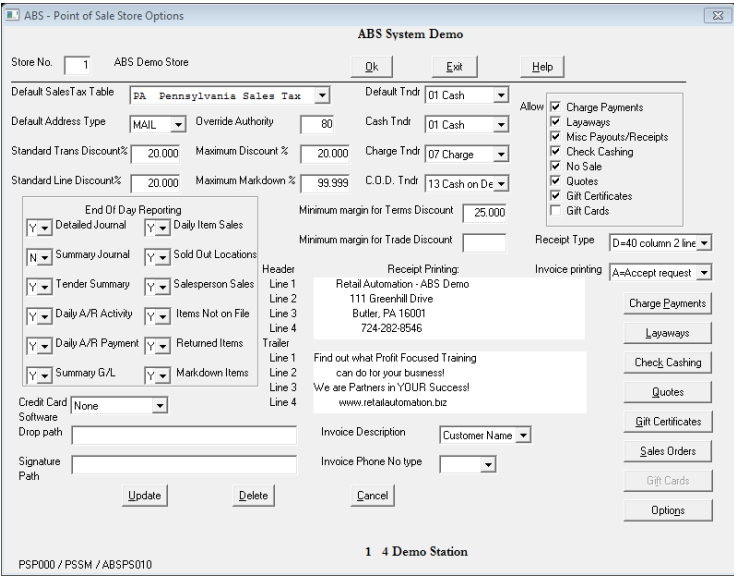 ABS - Point of Sale Store Options
ABS System Demo
Store No. 1 ABS Demo Store Ok Exit Help
Default SalesTax Table PA Pennsylvania Sales Tax Default Tndr 01 Cash
Allow Charge Payments
Layaways
Misc Payouts/Receipts
Check Cashing
No Sale
Quotes
Gift Certificates
Gift Cards
Default Address Type MAIL Override Authority 80 Cash Tndr 01 Cash
Standard Trans Discount% 20.000 Maximum Discount % 20.000 Charge Tndr 07 Charge
Standard Line Discount% 20.000 Maximum Markdown % 99.999 C.O.D. Tndr 13 Cash on De
Minimum margin for Terms Discount 25.000
Minimum margin for Trade Discount
Receipt Type D=40 column 2 line
Invoice printing A=Accept request
End Of Day Reporting
Y Detailed Journal Y Daily Item Sales
N Summary Journal Y Sold Out Locations
Y Tender Summary Y Salesperson Sales
Y Daily A/R Activity Y Items Not on File
Y Daily A/R Payment Y Returned Items
Y Summary G/L Y Markdown Items
Header Receipt Printing:
Line 1 Retail Automation - ABS Demo
Line 2 111 Greenhill Drive
Line 3 Butler, PA 16001
Line 4 724-282-8546
Trailer
Line 1 Find out what Profit Focused Training
Line 2 can do for your business!
Line 3 We are Partners in YOUR Success!
Line 4 www.retailautomation.biz
Charge Payments
Layaways
Check Cashing
Quotes
Gift Certificates
Sales Orders
Gift Cards
Options
Credit Card Software None
Drop path Invoice Description Customer Name
Signature Path Invoice Phone No type
Update Delete Cancel
1 4 Demo Station
PSP000 / PSSM / ABSPS010